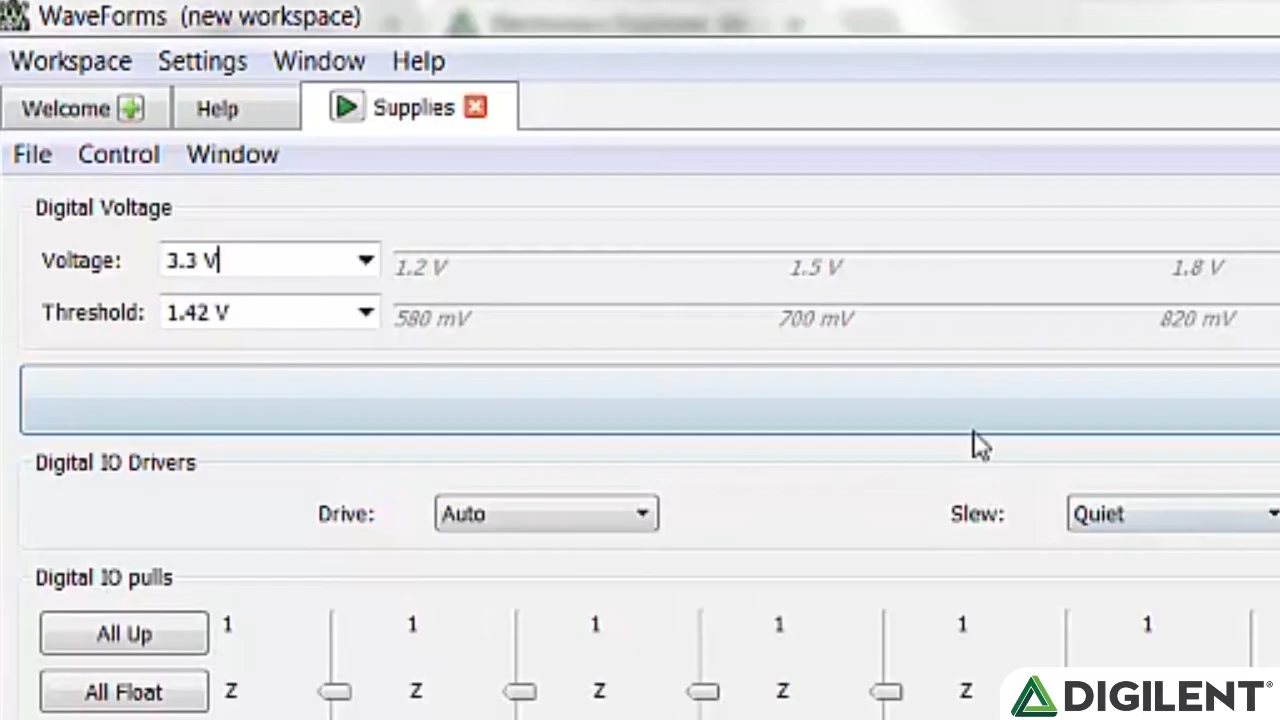 WaveForms (new workspace)
Workspace Settings Window Help
Welcome Help Supplies
File Control Window
Digital Voltage
Voltage: 3.3 V 1.2 V 1.5 V 1.8 V
Threshold: 1.42 V 580 mV 700 mV 820 mV
Digital IO Drivers
Drive: Auto Slew: Quiet
Digital IO pulls
All Up 1 1 1 1 1 1
All Float Z Z Z Z Z
DIGILENT®